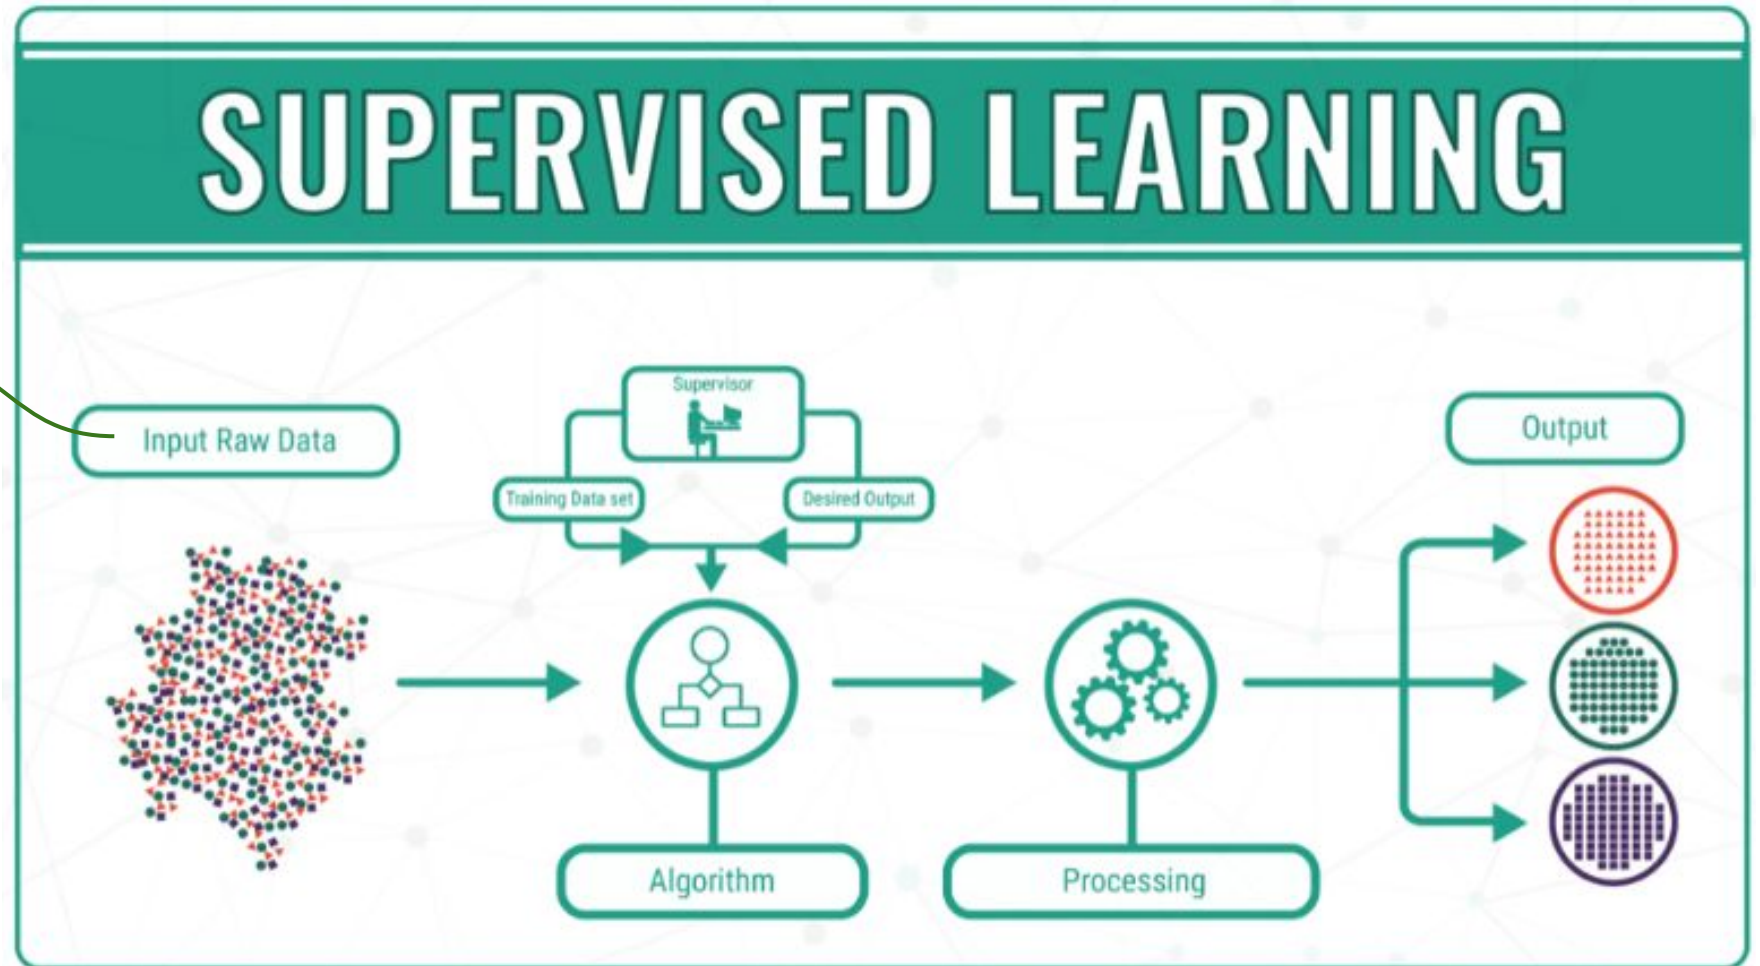 SUPERVISED LEARNING
Input Raw Data
Supervisor
Training Data set
Desired Output
Algorithm
Processing
Output